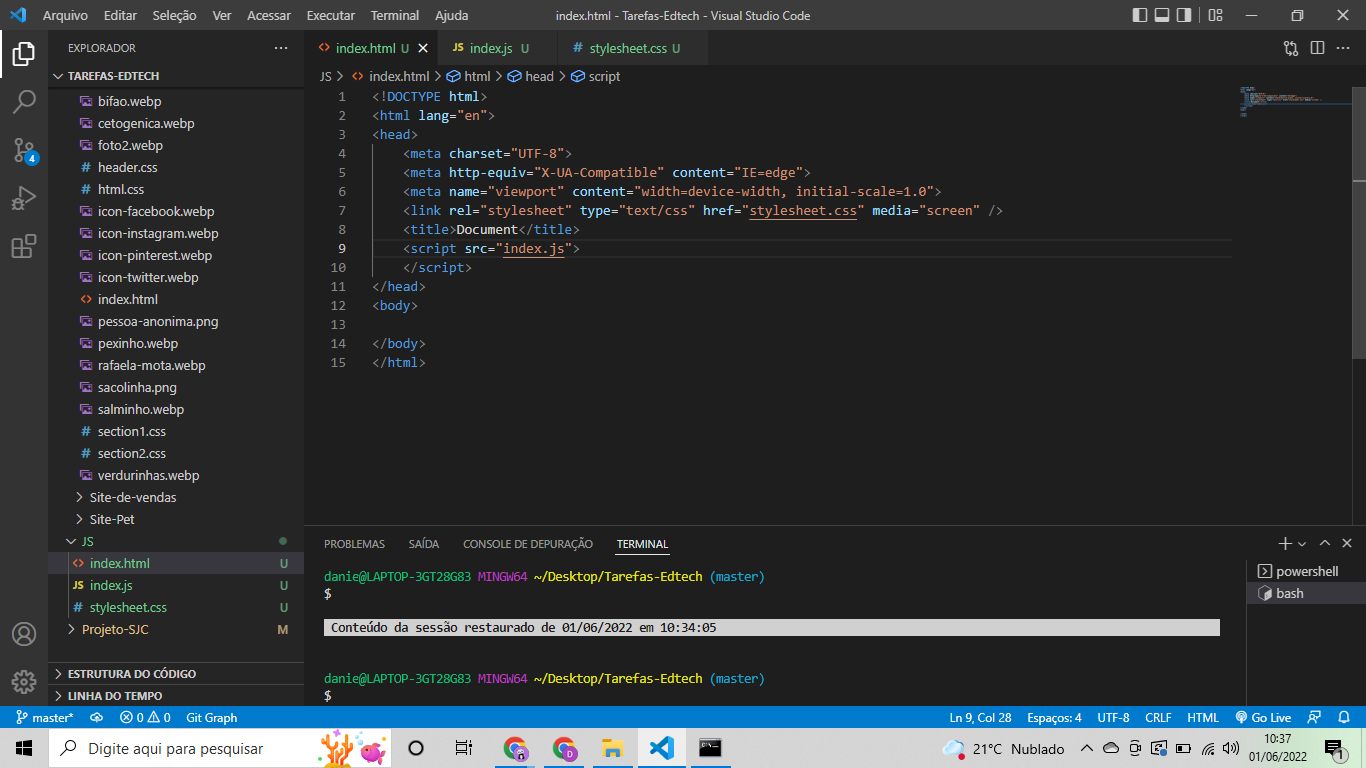 Arquivo Editar Seleção Ver Acessar Executar Terminal Ajuda index.html - Tarefas-Edtech - Visual Studio Code
EXPLORADOR
TAREFAS-EDTECH
bifao.webp
cetogenica.webp
foto2.webp
header.css
html.css
icon-facebook.webp
icon-instagram.webp
icon-pinterest.webp
icon-twitter.webp
index.html
pessoa-anonima.png
pexinho.webp
rafaela-mota.webp
sacolinha.png
salminho.webp
section1.css
section2.css
verdurinhas.webp
Site-de-vendas
Site-Pet
JS
index.html U
index.js U
stylesheet.css U
Projeto-SJC M
ESTRUTURA DO CÓDIGO
LINHA DO TEMPO
4
index.html U JS index.js U # stylesheet.css U
JS > index.html > html > head > script
1 <!DOCTYPE html>
2 <html lang="en">
3 <head>
4 <meta charset="UTF-8">
5 <meta http-equiv="X-UA-Compatible" content="IE=edge">
6 <meta name="viewport" content="width=device-width, initial-scale=1.0">
7 <link rel="stylesheet" type="text/css" href="stylesheet.css" media="screen" />
8 <title>Document</title>
9 <script src="index.js">
10 </script>
11 </head>
12 <body>
13
14 </body>
15 </html>
PROBLEMAS SAÍDA CONSOLE DE DEPURAÇÃO TERMINAL
danie@LAPTOP-3GT28G83 MINGW64 ~/Desktop/Tarefas-Edtech (master)
$
Conteúdo da sessão restaurado de 01/06/2022 em 10:34:05
danie@LAPTOP-3GT28G83 MINGW64 ~/Desktop/Tarefas-Edtech (master)
$
powershell
bash
master* 0 0 Git Graph Ln 9, Col 28 Espaços: 4 UTF-8 CRLF HTML Go Live
Digite aqui para pesquisar 21°C Nublado 10:37
01/06/2022
1